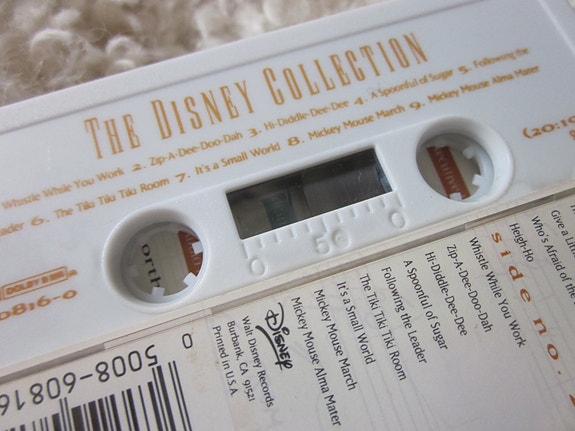 THE DISNEY COLLECTION
Whistle While You Work 2. Zip-A-Dee-Doo-Dah 3. Hi-Diddle-Dee-Dee 4. A Spoonful of Sugar 5. Following the
ader 6. The Tiki Tiki Tiki Room 7. It's a Small World 8. Mickey Mouse March 9. Mickey Mouse Alma Mater
(20:10
DOLBY B NR
0816-0
orth
0 50 0
side no.
Give a Litt
Who's Afraid of the
Heigh-Ho
Whistle While You Work
Zip-A-Dee-Doo-Dah
Hi-Diddle-Dee-Dee
A Spoonful of Sugar
Following the Leader
The Tiki Tiki Tiki Room
It's a Small World
Mickey Mouse March
Mickey Mouse Alma Mater
DISNEY
Walt Disney Records
Burbank, CA 91521
Printed in U.S.A.
0
5008-60816